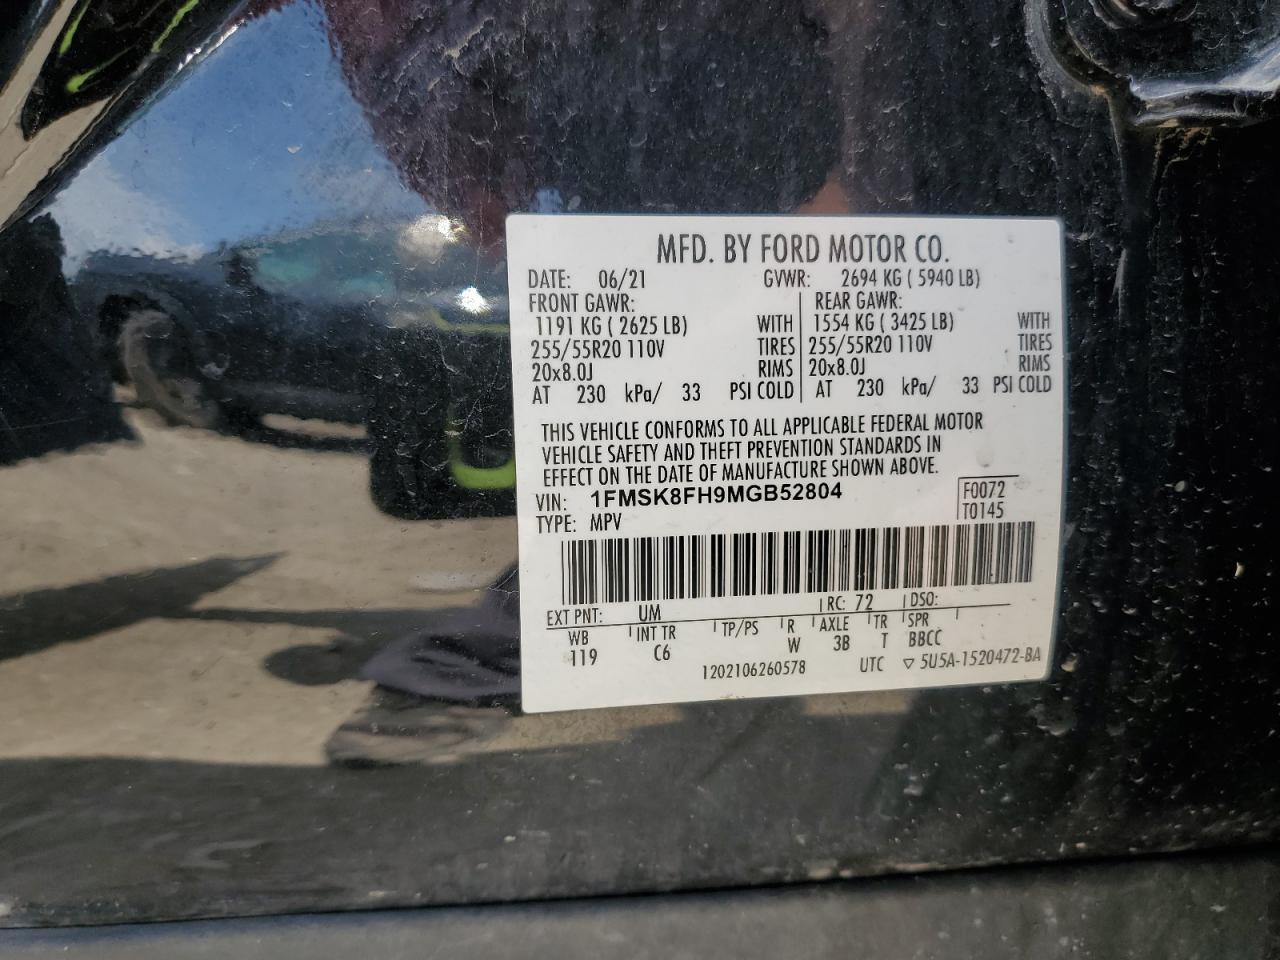 MFD. BY FORD MOTOR CO.
DATE: 06/21 GVWR: 2694 KG ( 5940 LB)
FRONT GAWR: REAR GAWR:
1191 KG ( 2625 LB) WITH 1554 KG ( 3425 LB) WITH
255/55R20 110V TIRES 255/55R20 110V TIRES
20x8.0J RIMS 20x8.0J RIMS
AT 230 kPa/ 33 PSI COLD AT 230 kPa/ 33 PSI COLD
THIS VEHICLE CONFORMS TO ALL APPLICABLE FEDERAL MOTOR
VEHICLE SAFETY AND THEFT PREVENTION STANDARDS IN
EFFECT ON THE DATE OF MANUFACTURE SHOWN ABOVE.
VIN: 1FMSK8FH9MGB52804 F0072
TYPE: MPV T0145
EXT PNT: UM RC: 72 DSO:
WB INT TR TP/PS R AXLE TR SPR
119 C6 W 3B T BBCC
1202106260578 UTC ▽ 5U5A-1520472-BA